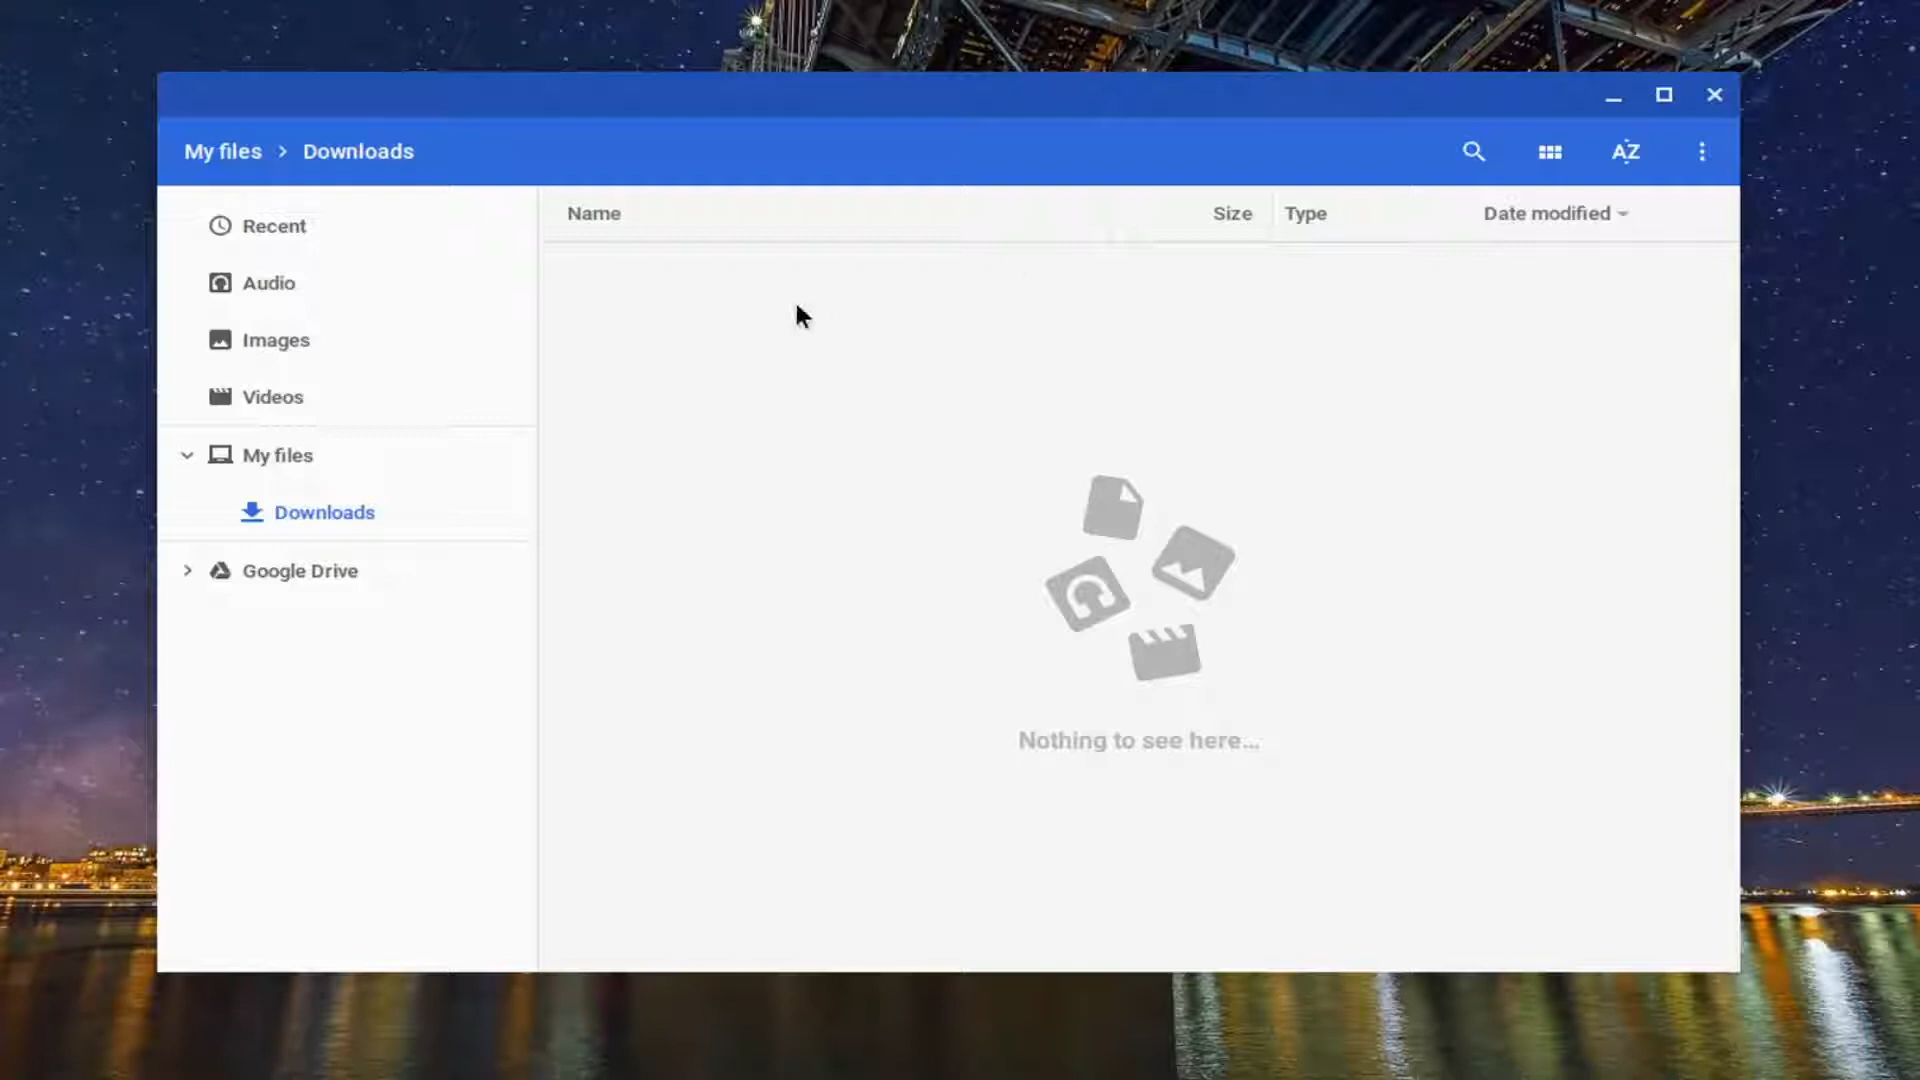 My files > Downloads
AZ
Name Size Type Date modified
Recent
Audio
Images
Videos
My files
Downloads
Google Drive
Nothing to see here...